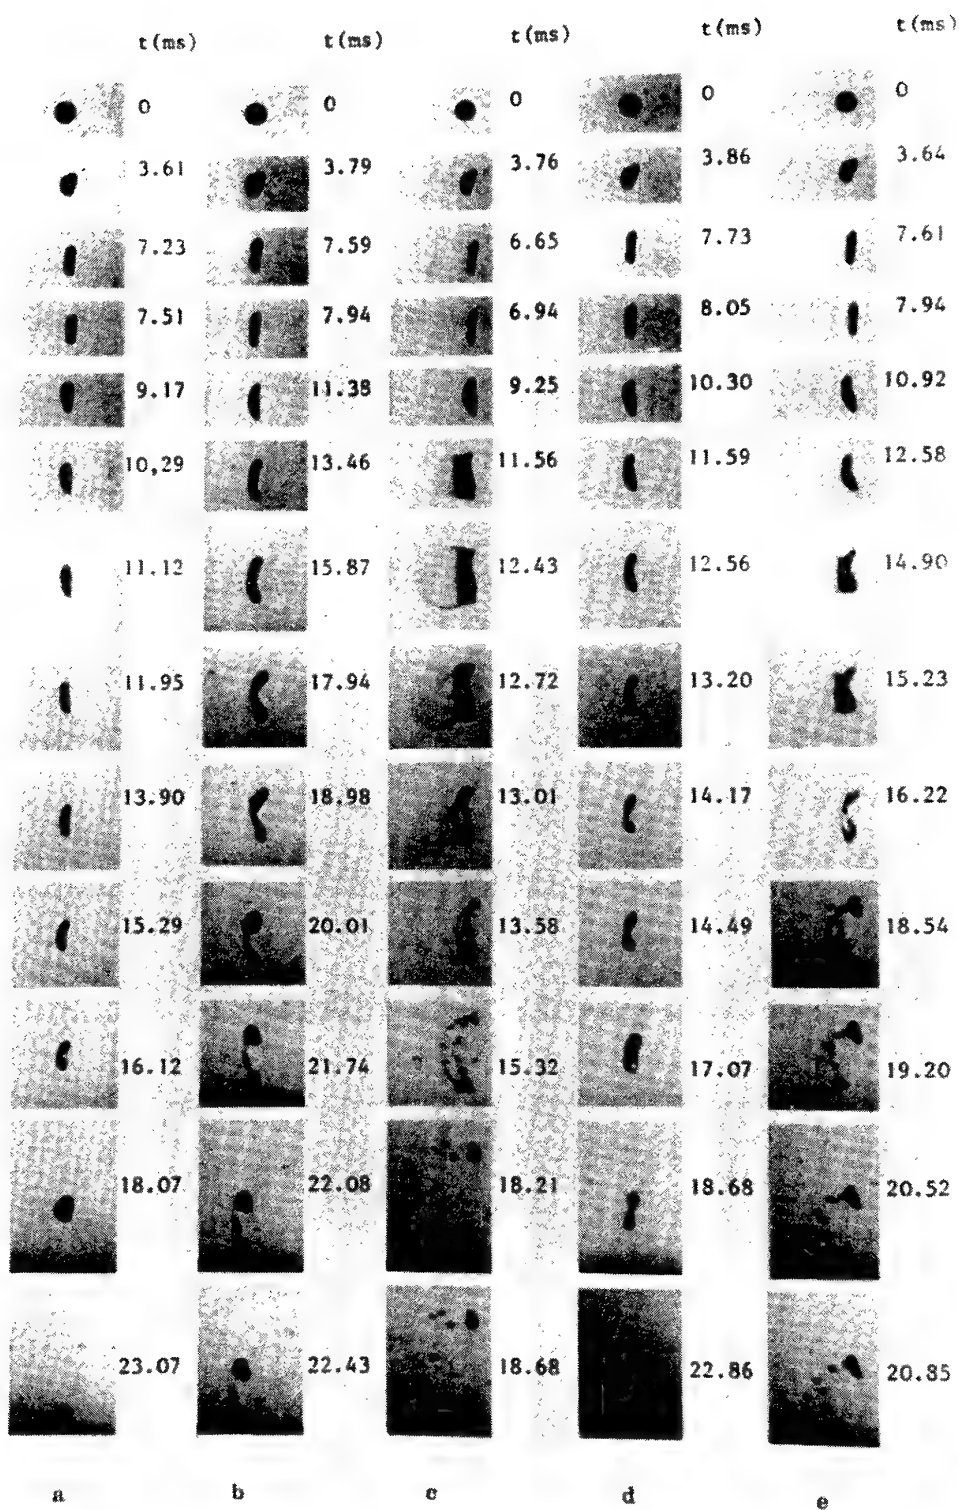 t(ms) t(ms) t(ms) t(ms) t(ms)
0 0 0 0 0
3.61 3.79 3.76 3.86 3.64
7.23 7.59 6.65 7.73 7.61
7.51 7.94 6.94 8.05 7.94
9.17 11.38 9.25 10.30 10.92
10,29 13.46 11.56 11.59 12.58
11.12 15.87 12.43 12.56 14.90
11.95 17.94 12.72 13.20 15.23
13.90 18.98 13.01 14.17 16.22
15.29 20.01 13.58 14.49 18.54
16.12 21.74 15.32 17.07 19.20
18.07 22.08 18.21 18.68 20.52
23.07 22.43 18.68 22.86 20.85
a b c d e